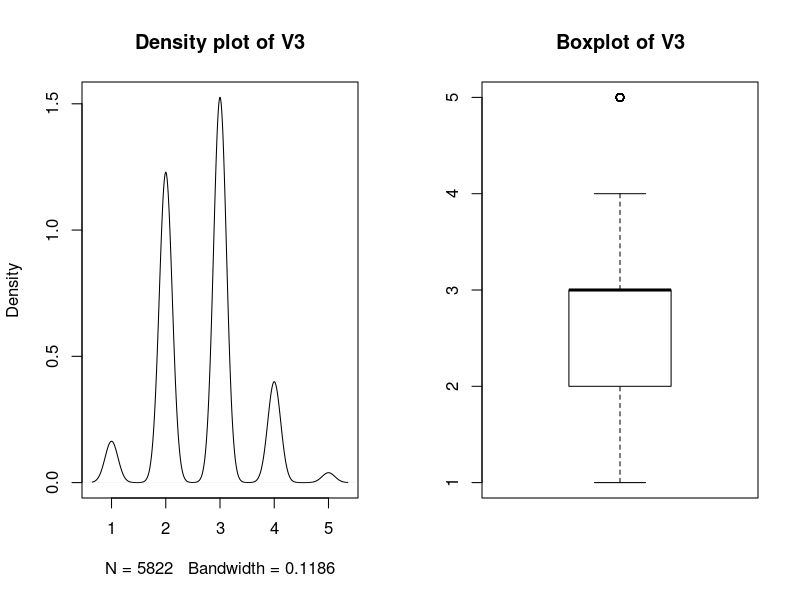 Density plot of V3
Density
0.0 0.5 1.0 1.5
1 2 3 4 5
N = 5822 Bandwidth = 0.1186
Boxplot of V3
1 2 3 4 5